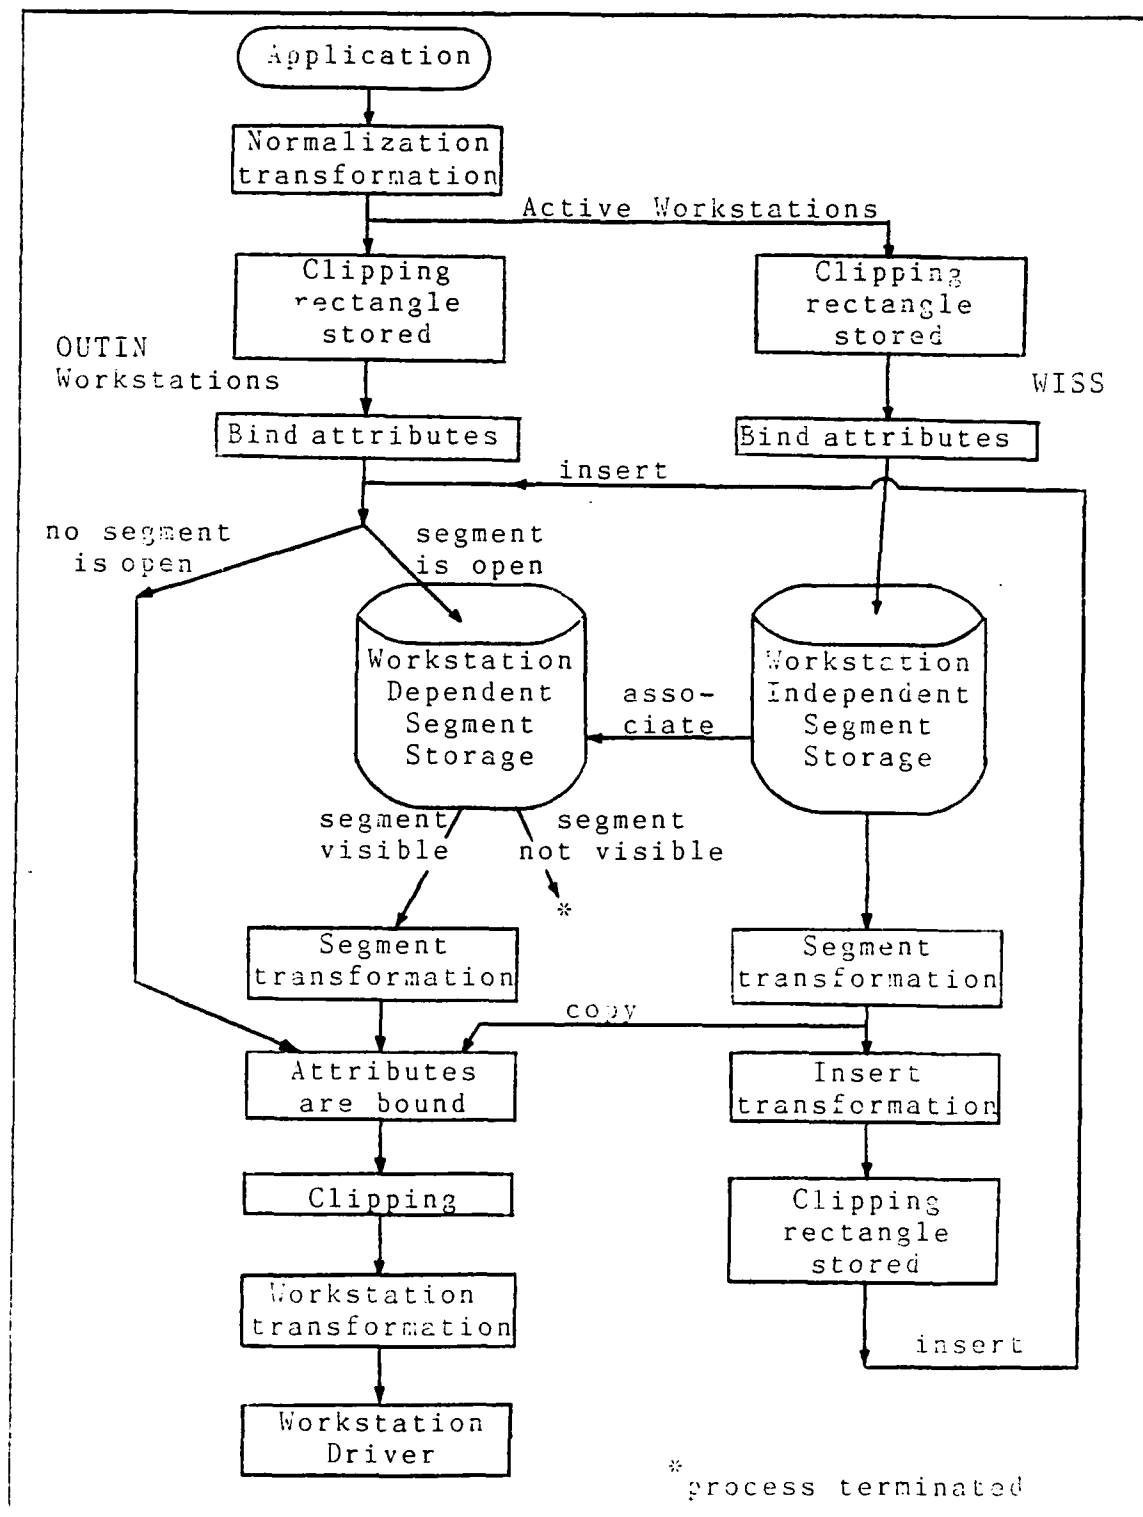 Application
Normalization
transformation
Active Workstations
Clipping
rectangle
stored
Clipping
rectangle
stored
OUTIN
Workstations
WISS
Bind attributes
Bind attributes
insert
no segment
is open
segment
is open
Workstation
Dependent
Segment
Storage
asso-
ciate
Workstation
Independent
Segment
Storage
segment
visible
segment
not visible
*
Segment
transformation
Segment
transformation
copy
Attributes
are bound
Insert
transformation
Clipping
Clipping
rectangle
stored
Workstation
transformation
insert
Workstation
Driver
*
process terminated